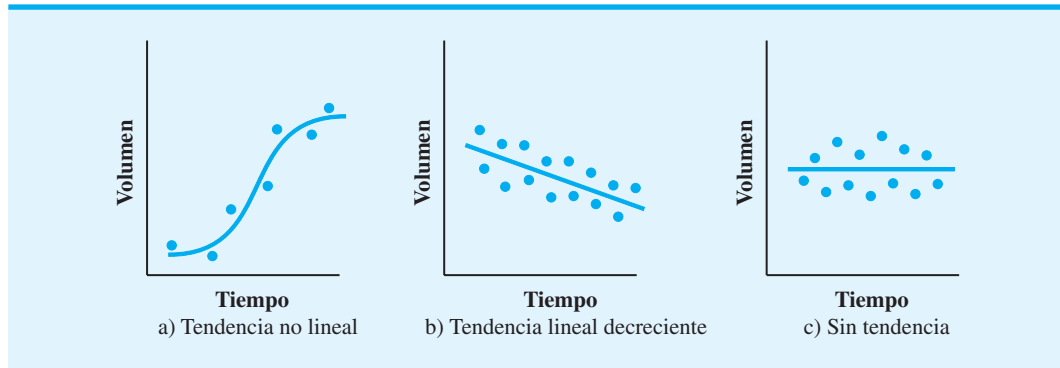 Volumen
Tiempo
a) Tendencia no lineal
Volumen
Tiempo
b) Tendencia lineal decreciente
Volumen
Tiempo
c) Sin tendencia